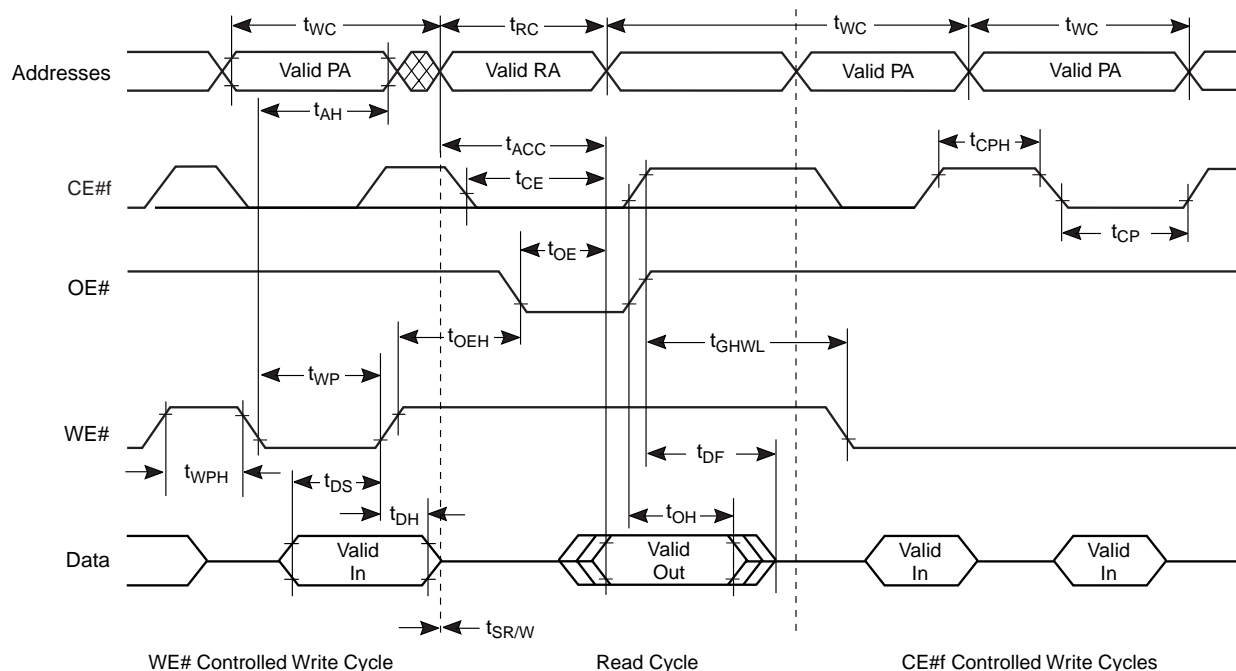 tWC tRC tWC tWC
Addresses Valid PA Valid RA Valid PA Valid PA
tAH
tACC tCPH
CE#f tCE
tCP
tOE
OE#
tOEH tGHWL
tWP
WE#
tDF
tWPH tDS
tDH tOH
Data Valid In Valid Out Valid In Valid In
tSR/W
WE# Controlled Write Cycle Read Cycle CE#f Controlled Write Cycles